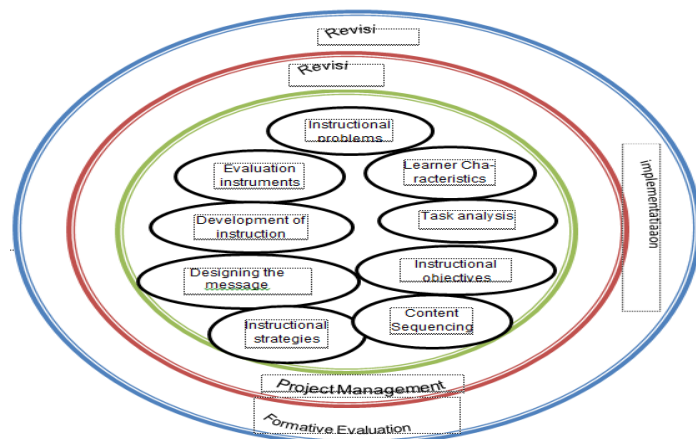 Revisi
Revisi
Instructional
problems
Evaluation
instruments
Learner Cha-
racteristics
Development of
instruction
Task analysis
Designing the
message
Instructional
objectives
Instructional
strategies
Content
Sequencing
implementatiaaon
Project Management
Formative Evaluation